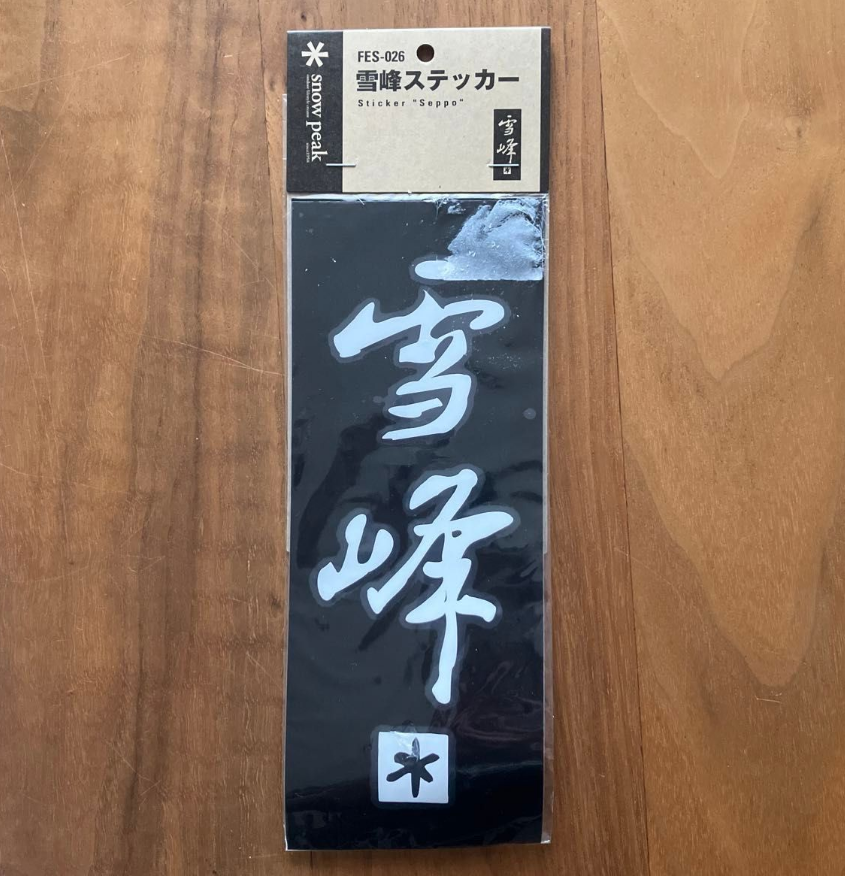 snow peak
FES-026
雪峰ステッカー
Sticker "Seppo"
雪峰
雪峰